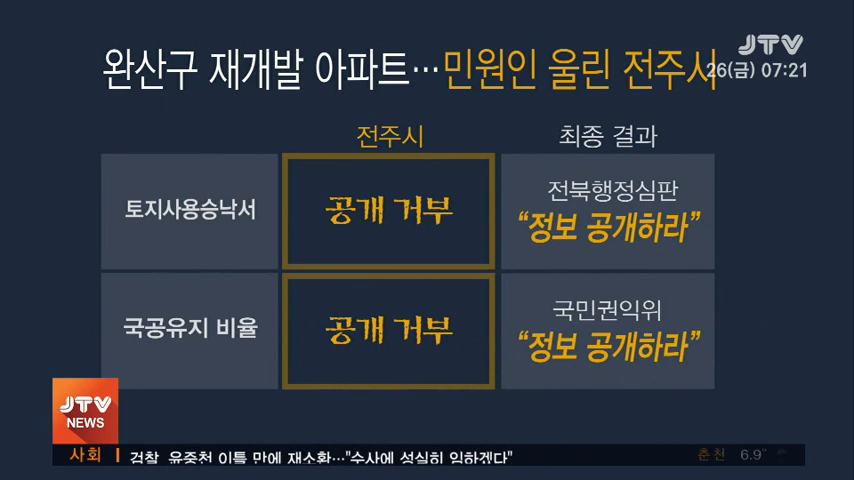 JTV
완산구 재개발 아파트…민원인 울린 전주시
26(금) 07:21
전주시 최종 결과
토지사용승낙서 공개 거부 전북행정심판
“정보 공개하라”
국공유지 비율 공개 거부 국민권익위
“정보 공개하라”
JTV
NEWS
사회 검찰, 윤중천 이틀 만에 재소환…"수사에 성실히 임하겠다"
춘천 6.9°